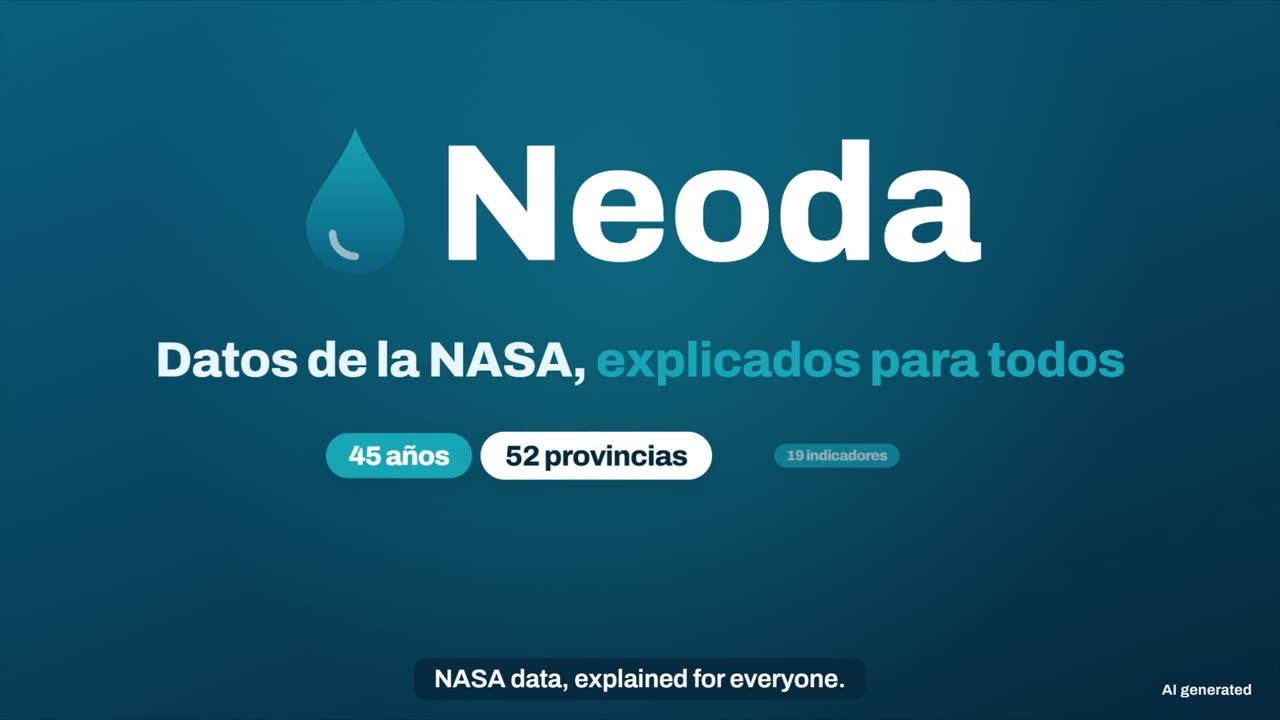 Neoda
Datos de la NASA, explicados para todos
45 años 52 provincias 19 indicadores
NASA data, explained for everyone.
AI generated